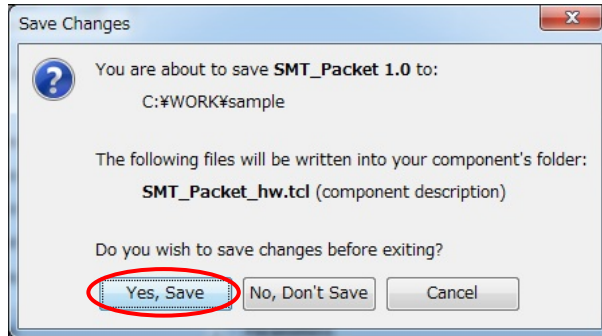 Save Changes
You are about to save SMT_Packet 1.0 to:
C:¥WORK¥sample
The following files will be written into your component's folder:
SMT_Packet_hw.tcl (component description)
Do you wish to save changes before exiting?
Yes, Save No, Don't Save Cancel